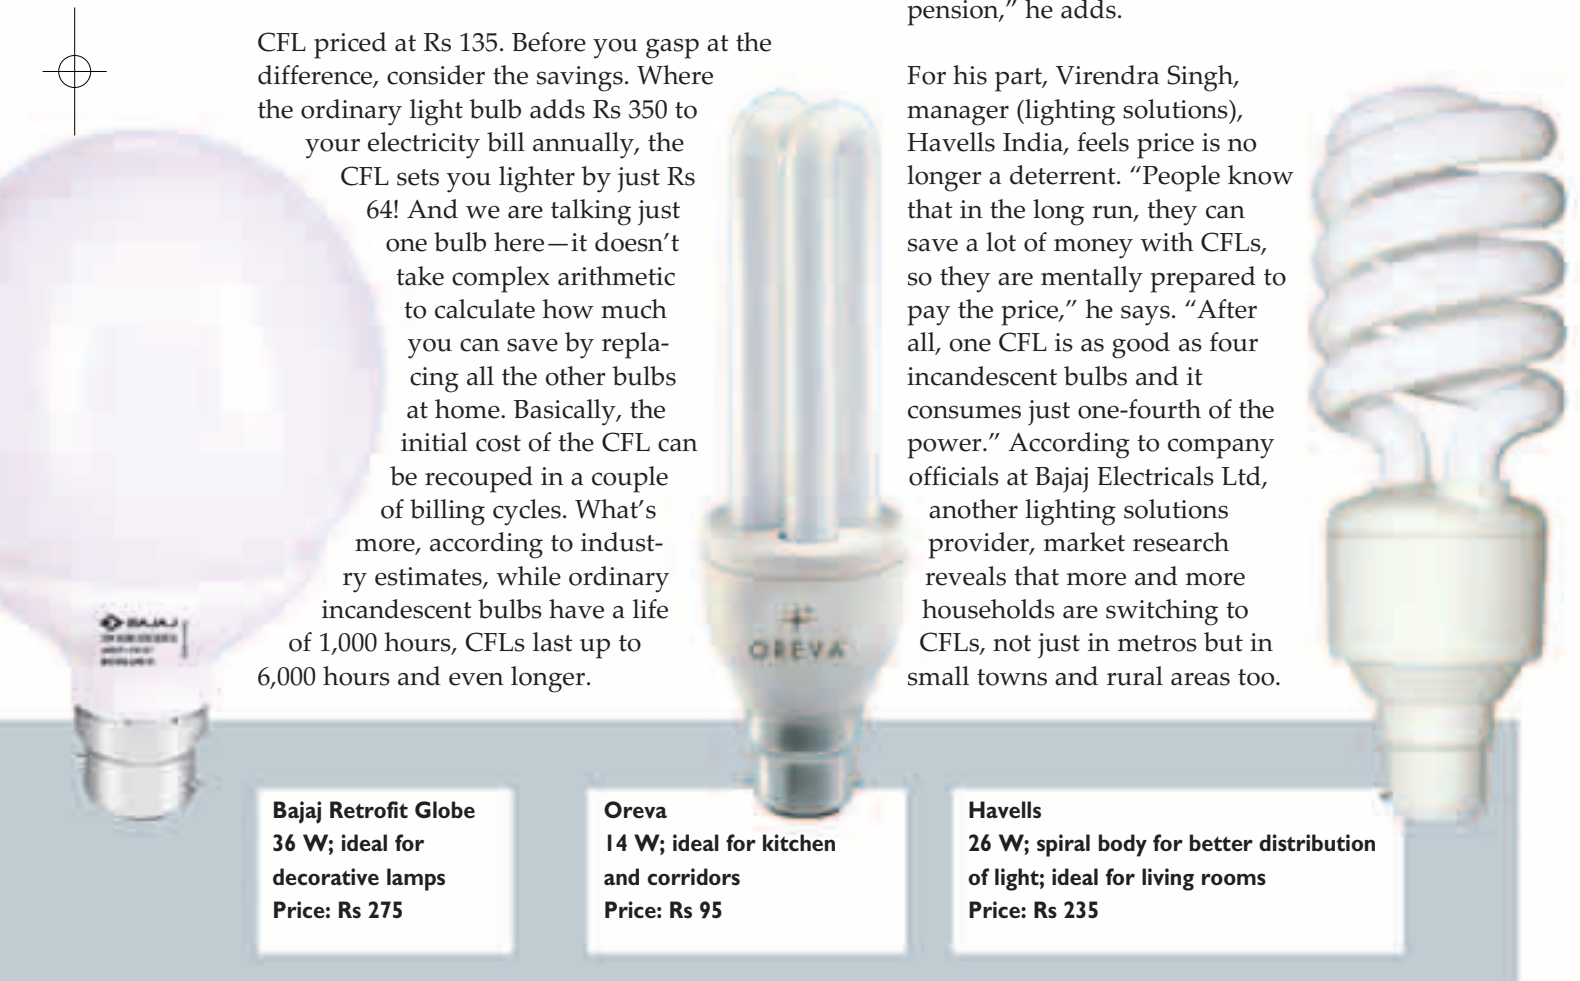 CFL priced at Rs 135. Before you gasp at the
difference, consider the savings. Where
the ordinary light bulb adds Rs 350 to
your electricity bill annually, the
CFL sets you lighter by just Rs
64! And we are talking just
one bulb here—it doesn’t
take complex arithmetic
to calculate how much
you can save by repla-
cing all the other bulbs
at home. Basically, the
initial cost of the CFL can
be recouped in a couple
of billing cycles. What’s
more, according to indust-
ry estimates, while ordinary
incandescent bulbs have a life
of 1,000 hours, CFLs last up to
6,000 hours and even longer.
pension,” he adds.
For his part, Virendra Singh,
manager (lighting solutions),
Havells India, feels price is no
longer a deterrent. “People know
that in the long run, they can
save a lot of money with CFLs,
so they are mentally prepared to
pay the price,” he says. “After
all, one CFL is as good as four
incandescent bulbs and it
consumes just one-fourth of the
power.” According to company
officials at Bajaj Electricals Ltd,
another lighting solutions
provider, market research
reveals that more and more
households are switching to
CFLs, not just in metros but in
small towns and rural areas too.
BAJAJ
OREVA
Bajaj Retrofit Globe
36 W; ideal for
decorative lamps
Price: Rs 275
Oreva
14 W; ideal for kitchen
and corridors
Price: Rs 95
Havells
26 W; spiral body for better distribution
of light; ideal for living rooms
Price: Rs 235